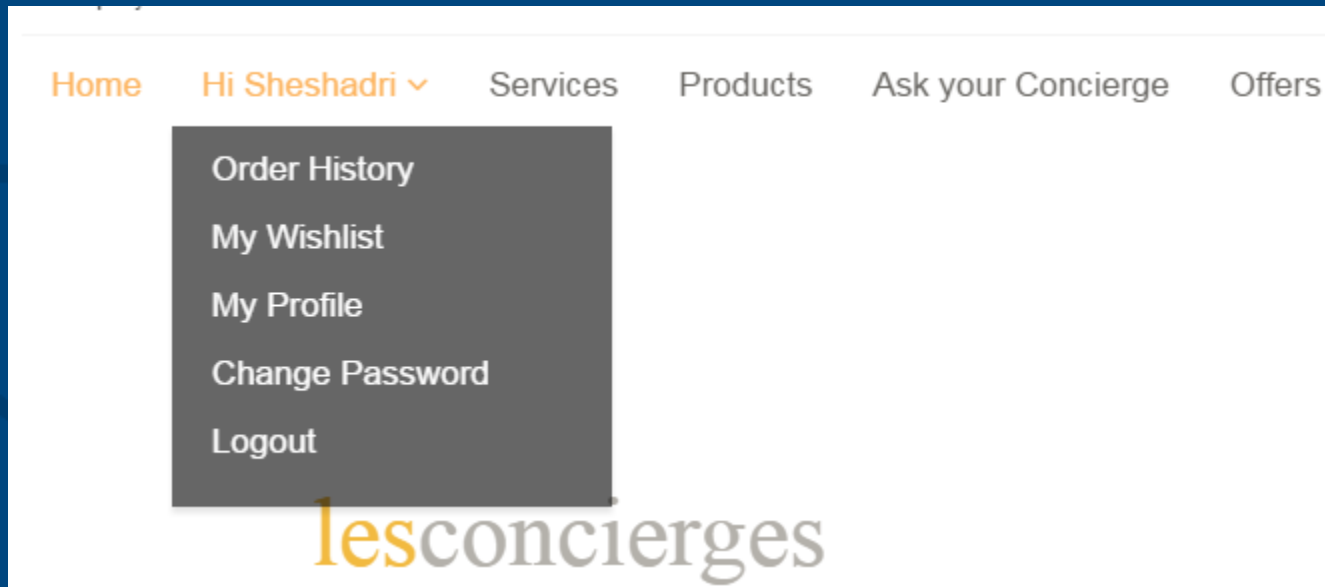 Home Hi Sheshadri Services Products Ask your Concierge Offers
Order History
My Wishlist
My Profile
Change Password
Logout
lesconcierges